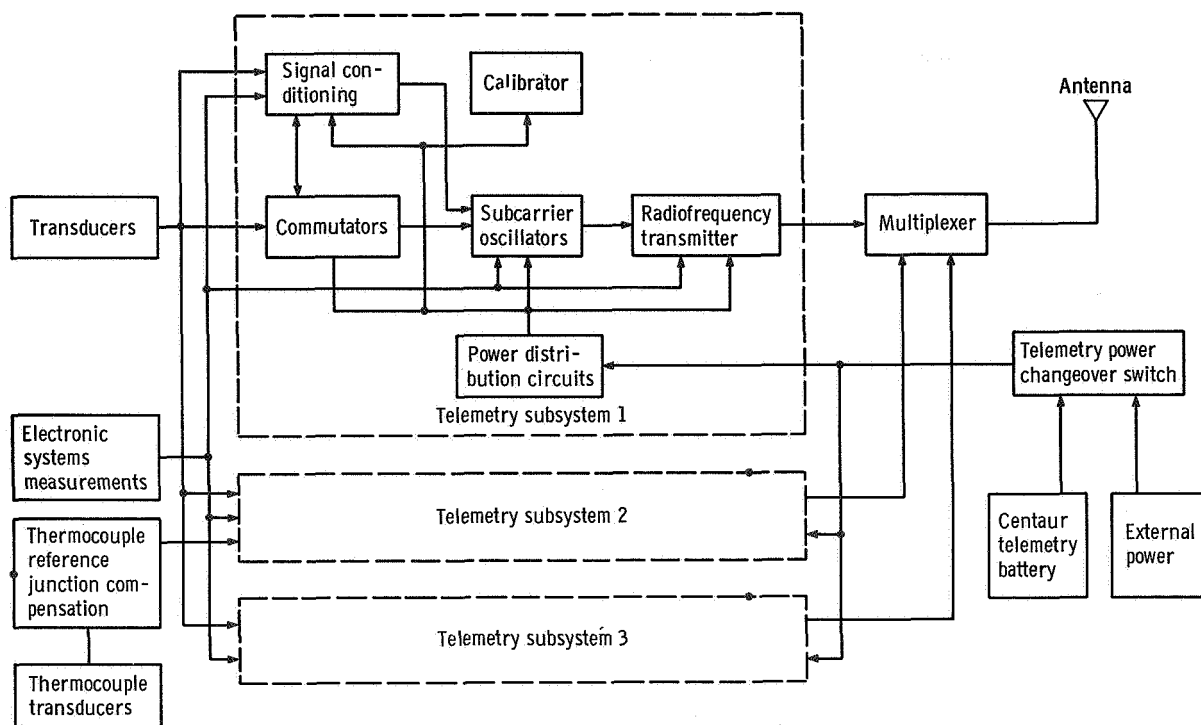 Signal con-
ditioning
Calibrator
Antenna
Transducers
Commutators
Subcarrier
oscillators
Radiofrequency
transmitter
Multiplexer
Power distri-
bution circuits
Telemetry power
changeover switch
Telemetry subsystem 1
Electronic
systems
measurements
Telemetry subsystem 2
Thermocouple
reference
junction com-
pensation
Centaur
telemetry
battery
External
power
Telemetry subsystem 3
Thermocouple
transducers